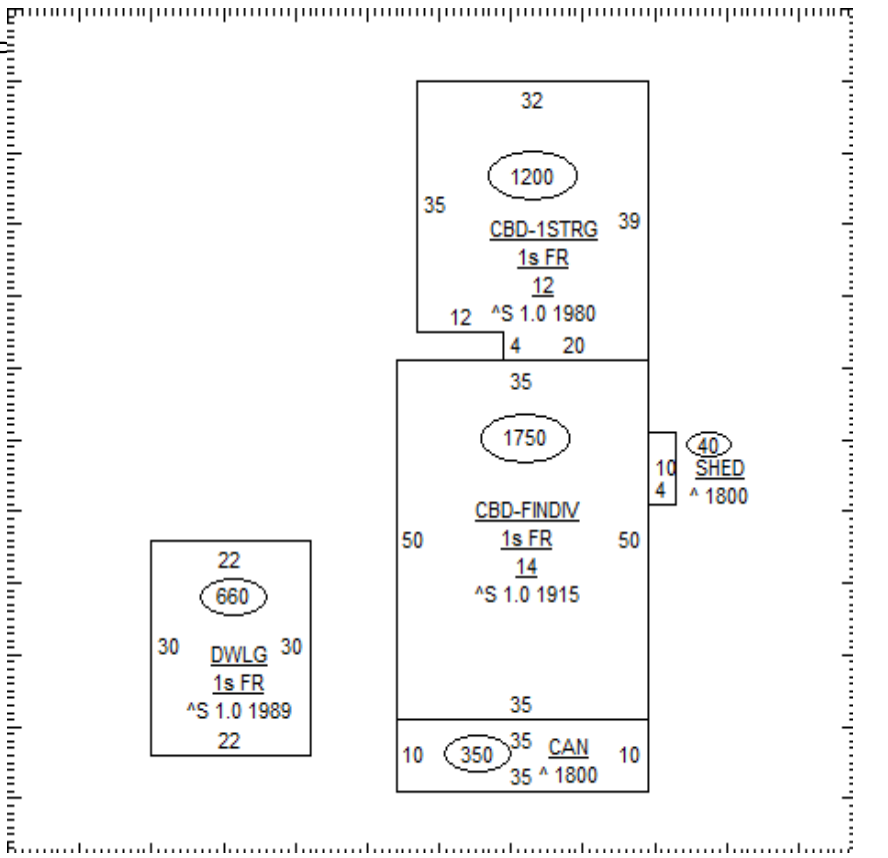 32
1200
35
39
CBD-1STRG
1s FR
12
^S 1.0 1980
12
4
20
35
1750
40
10
SHED
4
^ 1800
CBD-FINDIV
50
1s FR
50
14
^S 1.0 1915
22
660
30
30
DWLG
1s FR
^S 1.0 1989
22
35
10
350
35
CAN
10
35
^ 1800